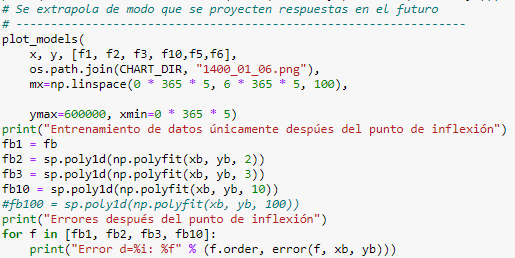 # Se extrapola de modo que se proyecten respuestas en el futuro
# ---------------------------------------------------------------
plot_models(
    x, y, [f1, f2, f3, f10,f5,f6],
    os.path.join(CHART_DIR, "1400_01_06.png"),
    mx=np.linspace(0 * 365 * 5, 6 * 365 * 5, 100),
    ymax=600000, xmin=0 * 365 * 5)
print("Entrenamiento de datos únicamente despúes del punto de inflexión")
fb1 = fb
fb2 = sp.poly1d(np.polyfit(xb, yb, 2))
fb3 = sp.poly1d(np.polyfit(xb, yb, 3))
fb10 = sp.poly1d(np.polyfit(xb, yb, 10))
#fb100 = sp.poly1d(np.polyfit(xb, yb, 100))
print("Errores después del punto de inflexión")
for f in [fb1, fb2, fb3, fb10]:
    print("Error d=%i: %f" % (f.order, error(f, xb, yb)))